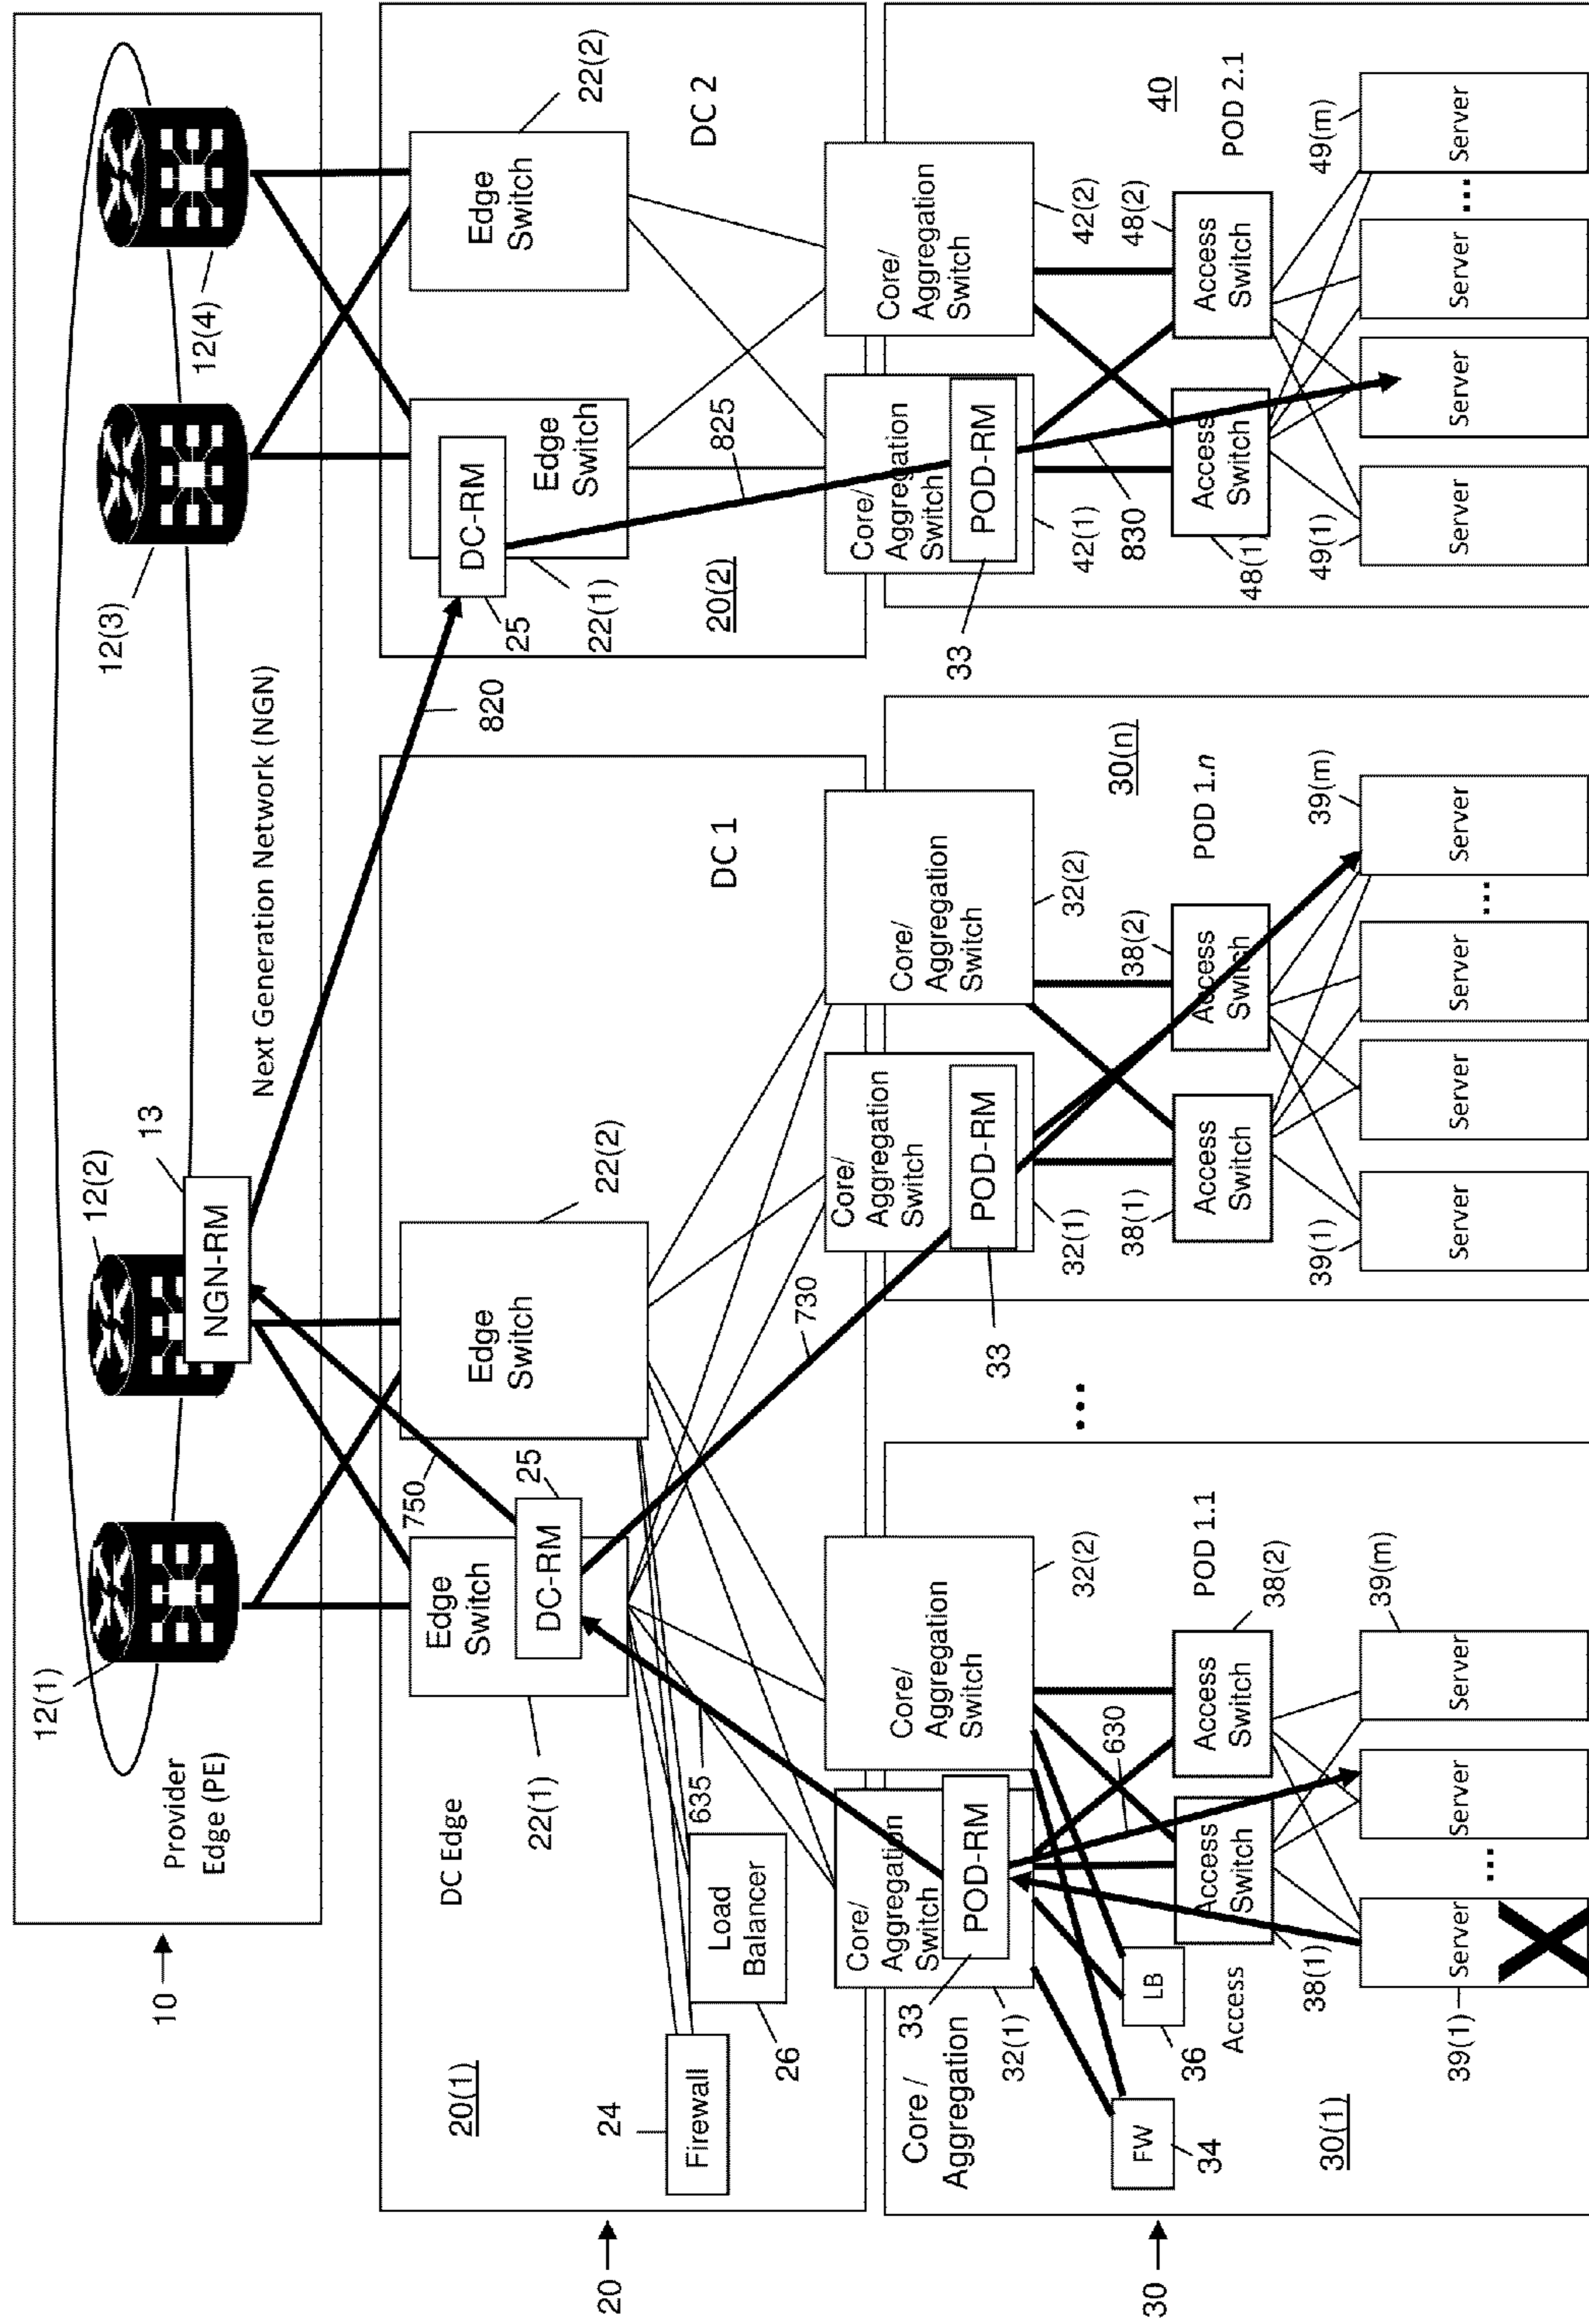 10
Provider
Edge (PE)
12(1)
12(2)
13
NGN-RM
Next Generation Network (NGN)
12(3)
12(4)
20
20(1)
DC Edge
22(1)
Edge
Switch
DC-RM
25
750
Edge
Switch
22(2)
DC 1
24
Firewall
26
Load
Balancer
635
730
820
DC-RM
25
Edge
Switch
22(1)
20(2)
825
Edge
Switch
22(2)
DC 2
30
Core /
Aggregation
33
32(1)
Core/
Aggregation
Switch
POD-RM
Core/
Aggregation
Switch
32(2)
FW
34
LB
36
Access
30(1)
Access
Switch
38(1)
630
Access
Switch
38(2)
POD 1.1
39(1)
Server
...
Server
Server
39(m)
...
Core/
Aggregation
Switch
POD-RM
33
32(1)
Core/
Aggregation
Switch
32(2)
30(n)
POD 1.n
38(1)
Access
Switch
38(2)
Access
Switch
39(1)
Server
Server
Server
...
Server
39(m)
Core/
Aggregation
Switch
POD-RM
33
42(1)
Core/
Aggregation
Switch
42(2)
40
POD 2.1
830
48(1)
Access
Switch
48(2)
Access
Switch
49(1)
Server
Server
Server
...
Server
49(m)